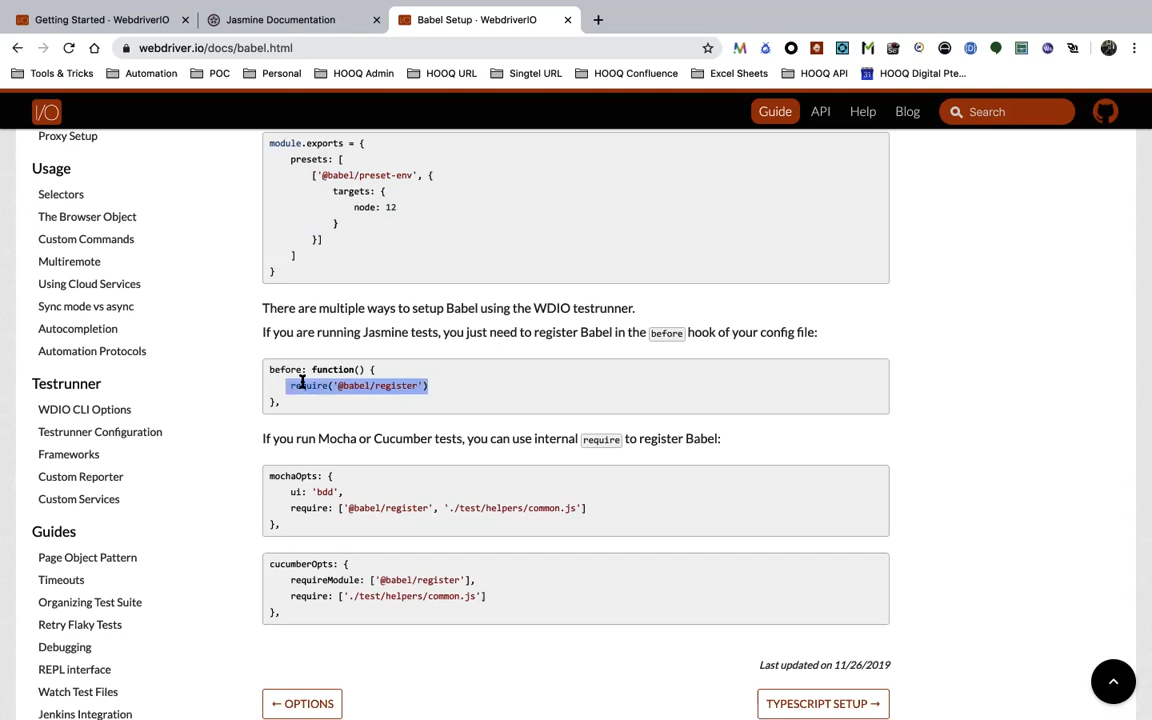 Getting Started · WebdriverIO
Jasmine Documentation
Babel Setup · WebdriverIO
webdriver.io/docs/babel.html
Tools & Tricks
Automation
POC
Personal
HOOQ Admin
HOOQ URL
Singtel URL
HOOQ Confluence
Excel Sheets
HOOQ API
HOOQ Digital Pte...
I/O
Guide
API
Help
Blog
Search
Proxy Setup
Usage
Selectors
The Browser Object
Custom Commands
Multiremote
Using Cloud Services
Sync mode vs async
Autocompletion
Automation Protocols
Testrunner
WDIO CLI Options
Testrunner Configuration
Frameworks
Custom Reporter
Custom Services
Guides
Page Object Pattern
Timeouts
Organizing Test Suite
Retry Flaky Tests
Debugging
REPL interface
Watch Test Files
Jenkins Integration
module.exports = {
presets: [
['@babel/preset-env', {
targets: {
node: 12
}
}]
]
}
There are multiple ways to setup Babel using the WDIO testrunner.
If you are running Jasmine tests, you just need to register Babel in the before hook of your config file:
before: function() {
require('@babel/register')
},
If you run Mocha or Cucumber tests, you can use internal require to register Babel:
mochaOpts: {
ui: 'bdd',
require: ['@babel/register', './test/helpers/common.js']
},
cucumberOpts: {
requireModule: ['@babel/register'],
require: ['./test/helpers/common.js']
},
Last updated on 11/26/2019
← OPTIONS
TYPESCRIPT SETUP →